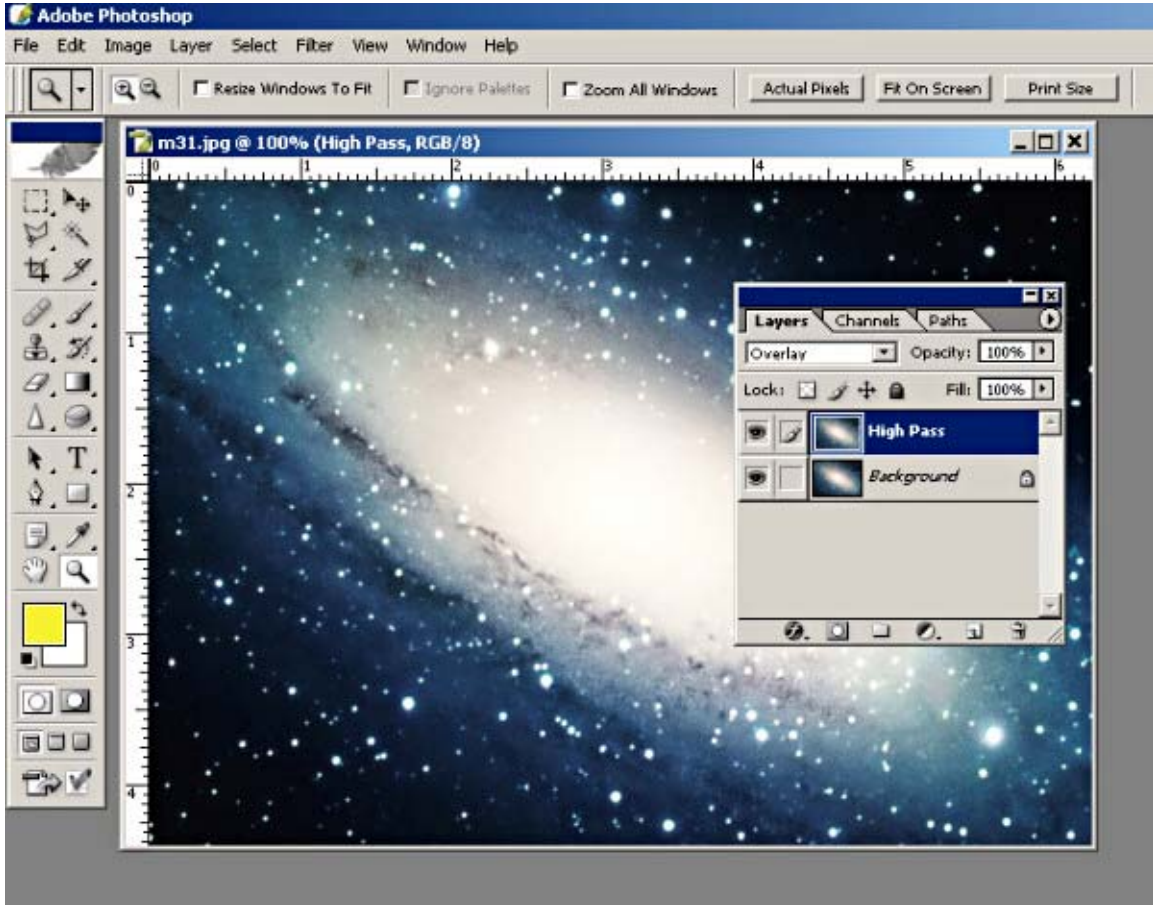 Adobe Photoshop
File Edit Image Layer Select Filter View Window Help
Resize Windows To Fit Ignore Palettes Zoom All Windows Actual Pixels Fit On Screen Print Size
m31.jpg @ 100% (High Pass, RGB/8)
0 1 2 3 4 5 6
0
1
2
3
4
Layers Channels Paths
Overlay Opacity: 100%
Lock: Fill: 100%
High Pass
Background
T